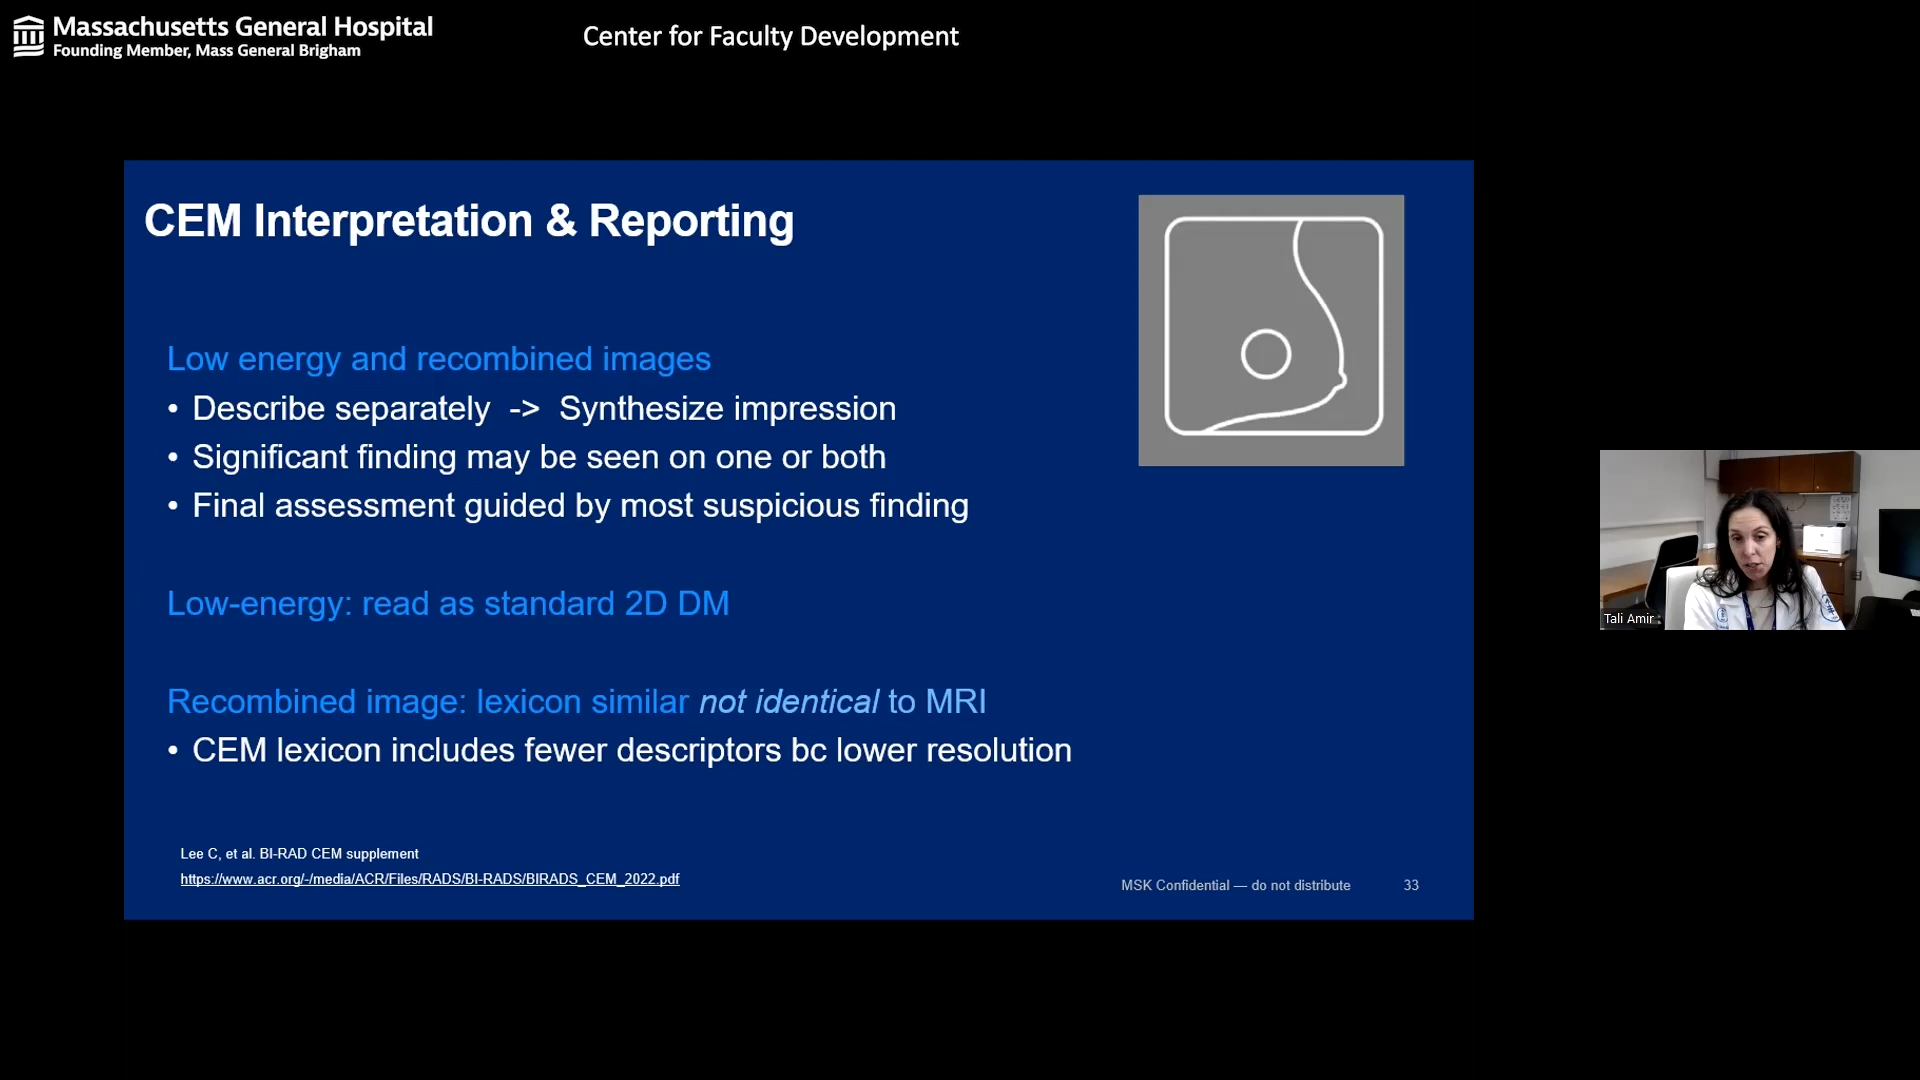 Massachusetts General Hospital
Founding Member, Mass General Brigham
Center for Faculty Development
CEM Interpretation & Reporting
Low energy and recombined images
• Describe separately -> Synthesize impression
• Significant finding may be seen on one or both
• Final assessment guided by most suspicious finding
Low-energy: read as standard 2D DM
Recombined image: lexicon similar not identical to MRI
• CEM lexicon includes fewer descriptors bc lower resolution
Lee C, et al. BI-RAD CEM supplement
https://www.acr.org/-/media/ACR/Files/RADS/BI-RADS/BIRADS_CEM_2022.pdf
MSK Confidential — do not distribute 33
Tali Amir